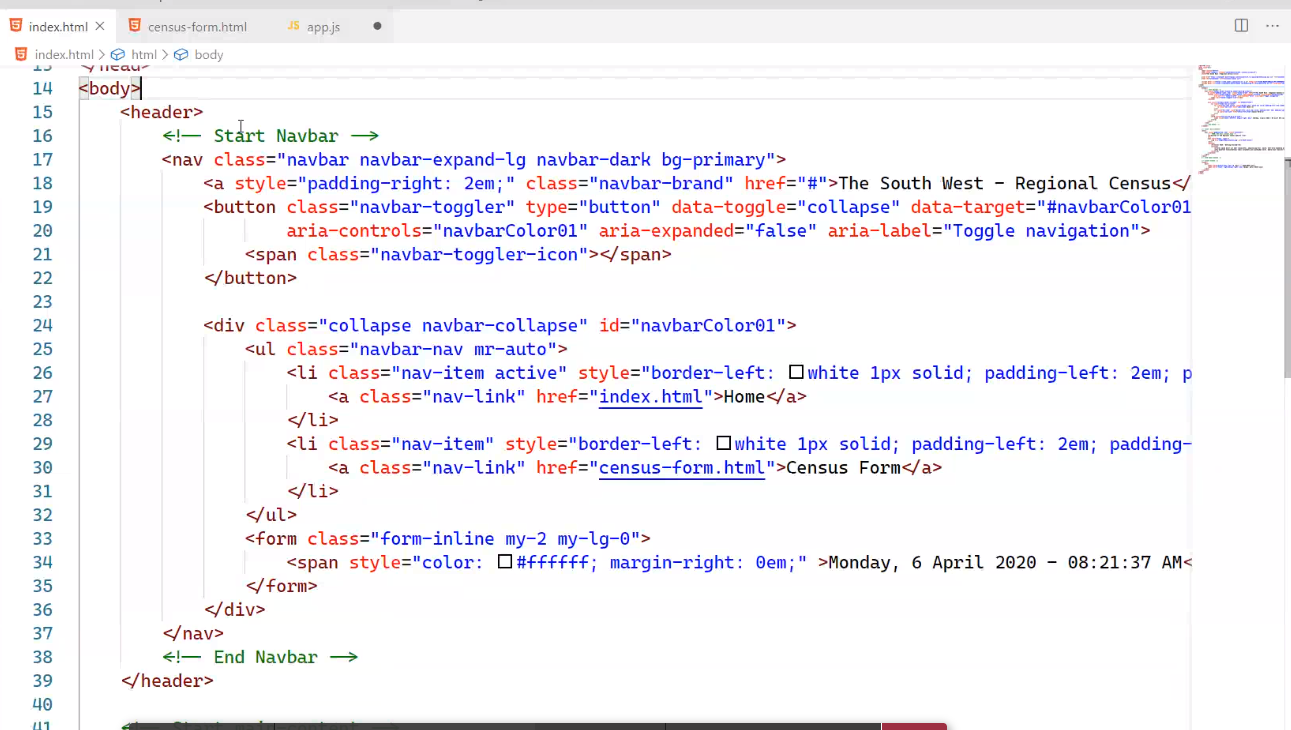 index.html census-form.html JS app.js
index.html > html > body
13 </head>
14 <body>
15 <header>
16 <!-- Start Navbar -->
17 <nav class="navbar navbar-expand-lg navbar-dark bg-primary">
18 <a style="padding-right: 2em;" class="navbar-brand" href="#">The South West - Regional Census</
19 <button class="navbar-toggler" type="button" data-toggle="collapse" data-target="#navbarColor01
20 aria-controls="navbarColor01" aria-expanded="false" aria-label="Toggle navigation">
21 <span class="navbar-toggler-icon"></span>
22 </button>
23
24 <div class="collapse navbar-collapse" id="navbarColor01">
25 <ul class="navbar-nav mr-auto">
26 <li class="nav-item active" style="border-left: white 1px solid; padding-left: 2em; p
27 <a class="nav-link" href="index.html">Home</a>
28 </li>
29 <li class="nav-item" style="border-left: white 1px solid; padding-left: 2em; padding-
30 <a class="nav-link" href="census-form.html">Census Form</a>
31 </li>
32 </ul>
33 <form class="form-inline my-2 my-lg-0">
34 <span style="color: #ffffff; margin-right: 0em;" >Monday, 6 April 2020 - 08:21:37 AM<
35 </form>
36 </div>
37 </nav>
38 <!-- End Navbar -->
39 </header>
40
41